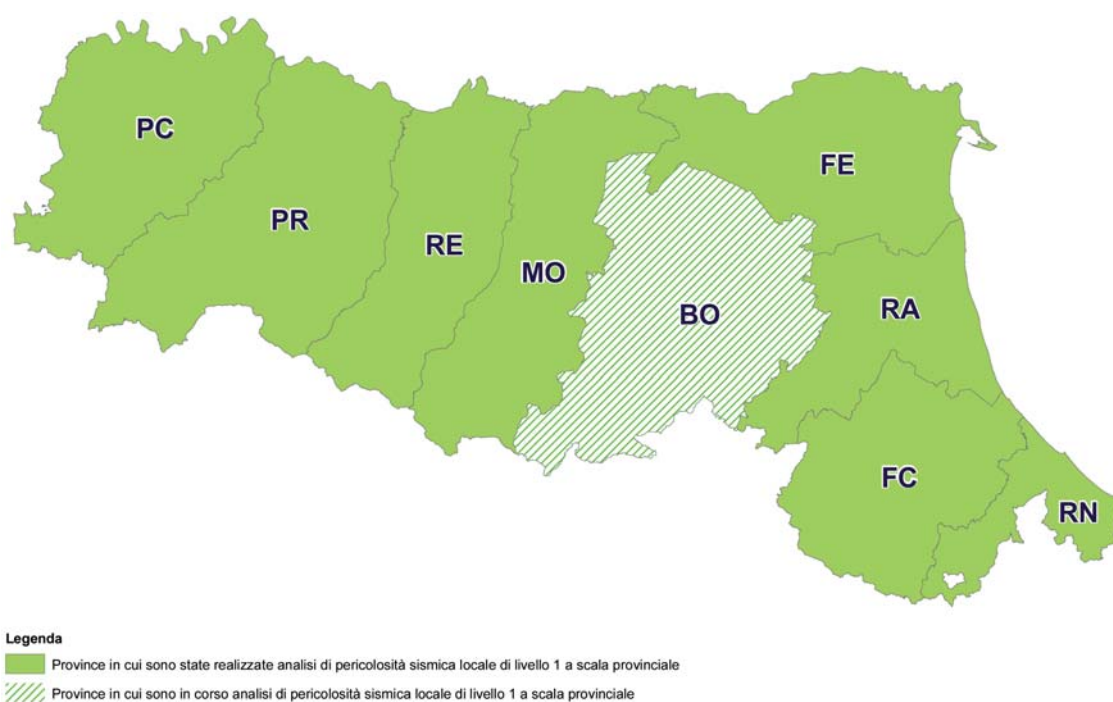 PC
PR
RE
MO
FE
BO
RA
FC
RN
Legenda
Province in cui sono state realizzate analisi di pericolosità sismica locale di livello 1 a scala provinciale
Province in cui sono in corso analisi di pericolosità sismica locale di livello 1 a scala provinciale